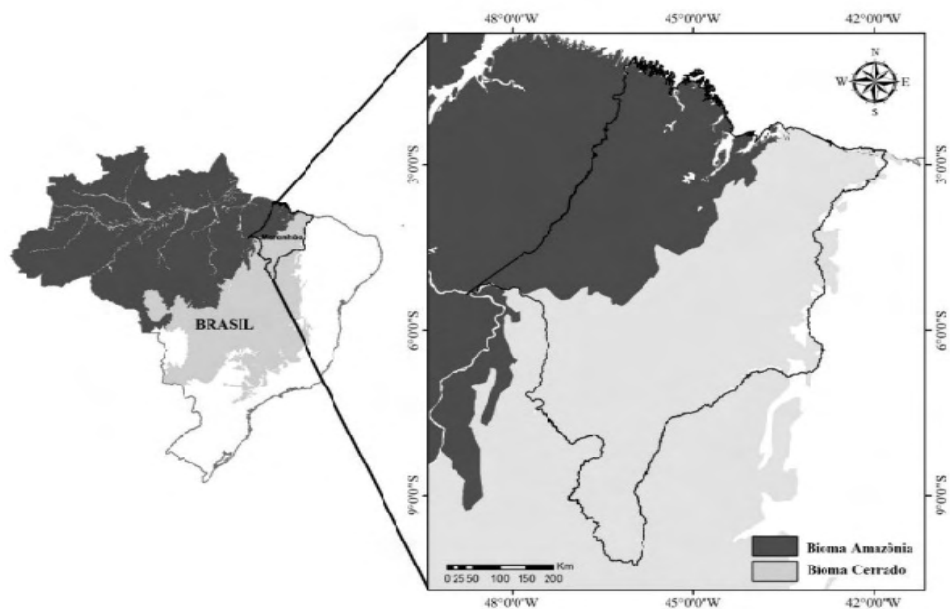 48°0'0"W 45°0'0"W 42°0'0"W
N
W E
S
3°0'0"S 3°0'0"S
Maranhão
BRASIL
6°0'0"S 6°0'0"S
9°0'0"S 9°0'0"S
Bioma Amazônia
Bioma Cerrado
Km
0 25 50 100 150 200
48°0'0"W 45°0'0"W 42°0'0"W